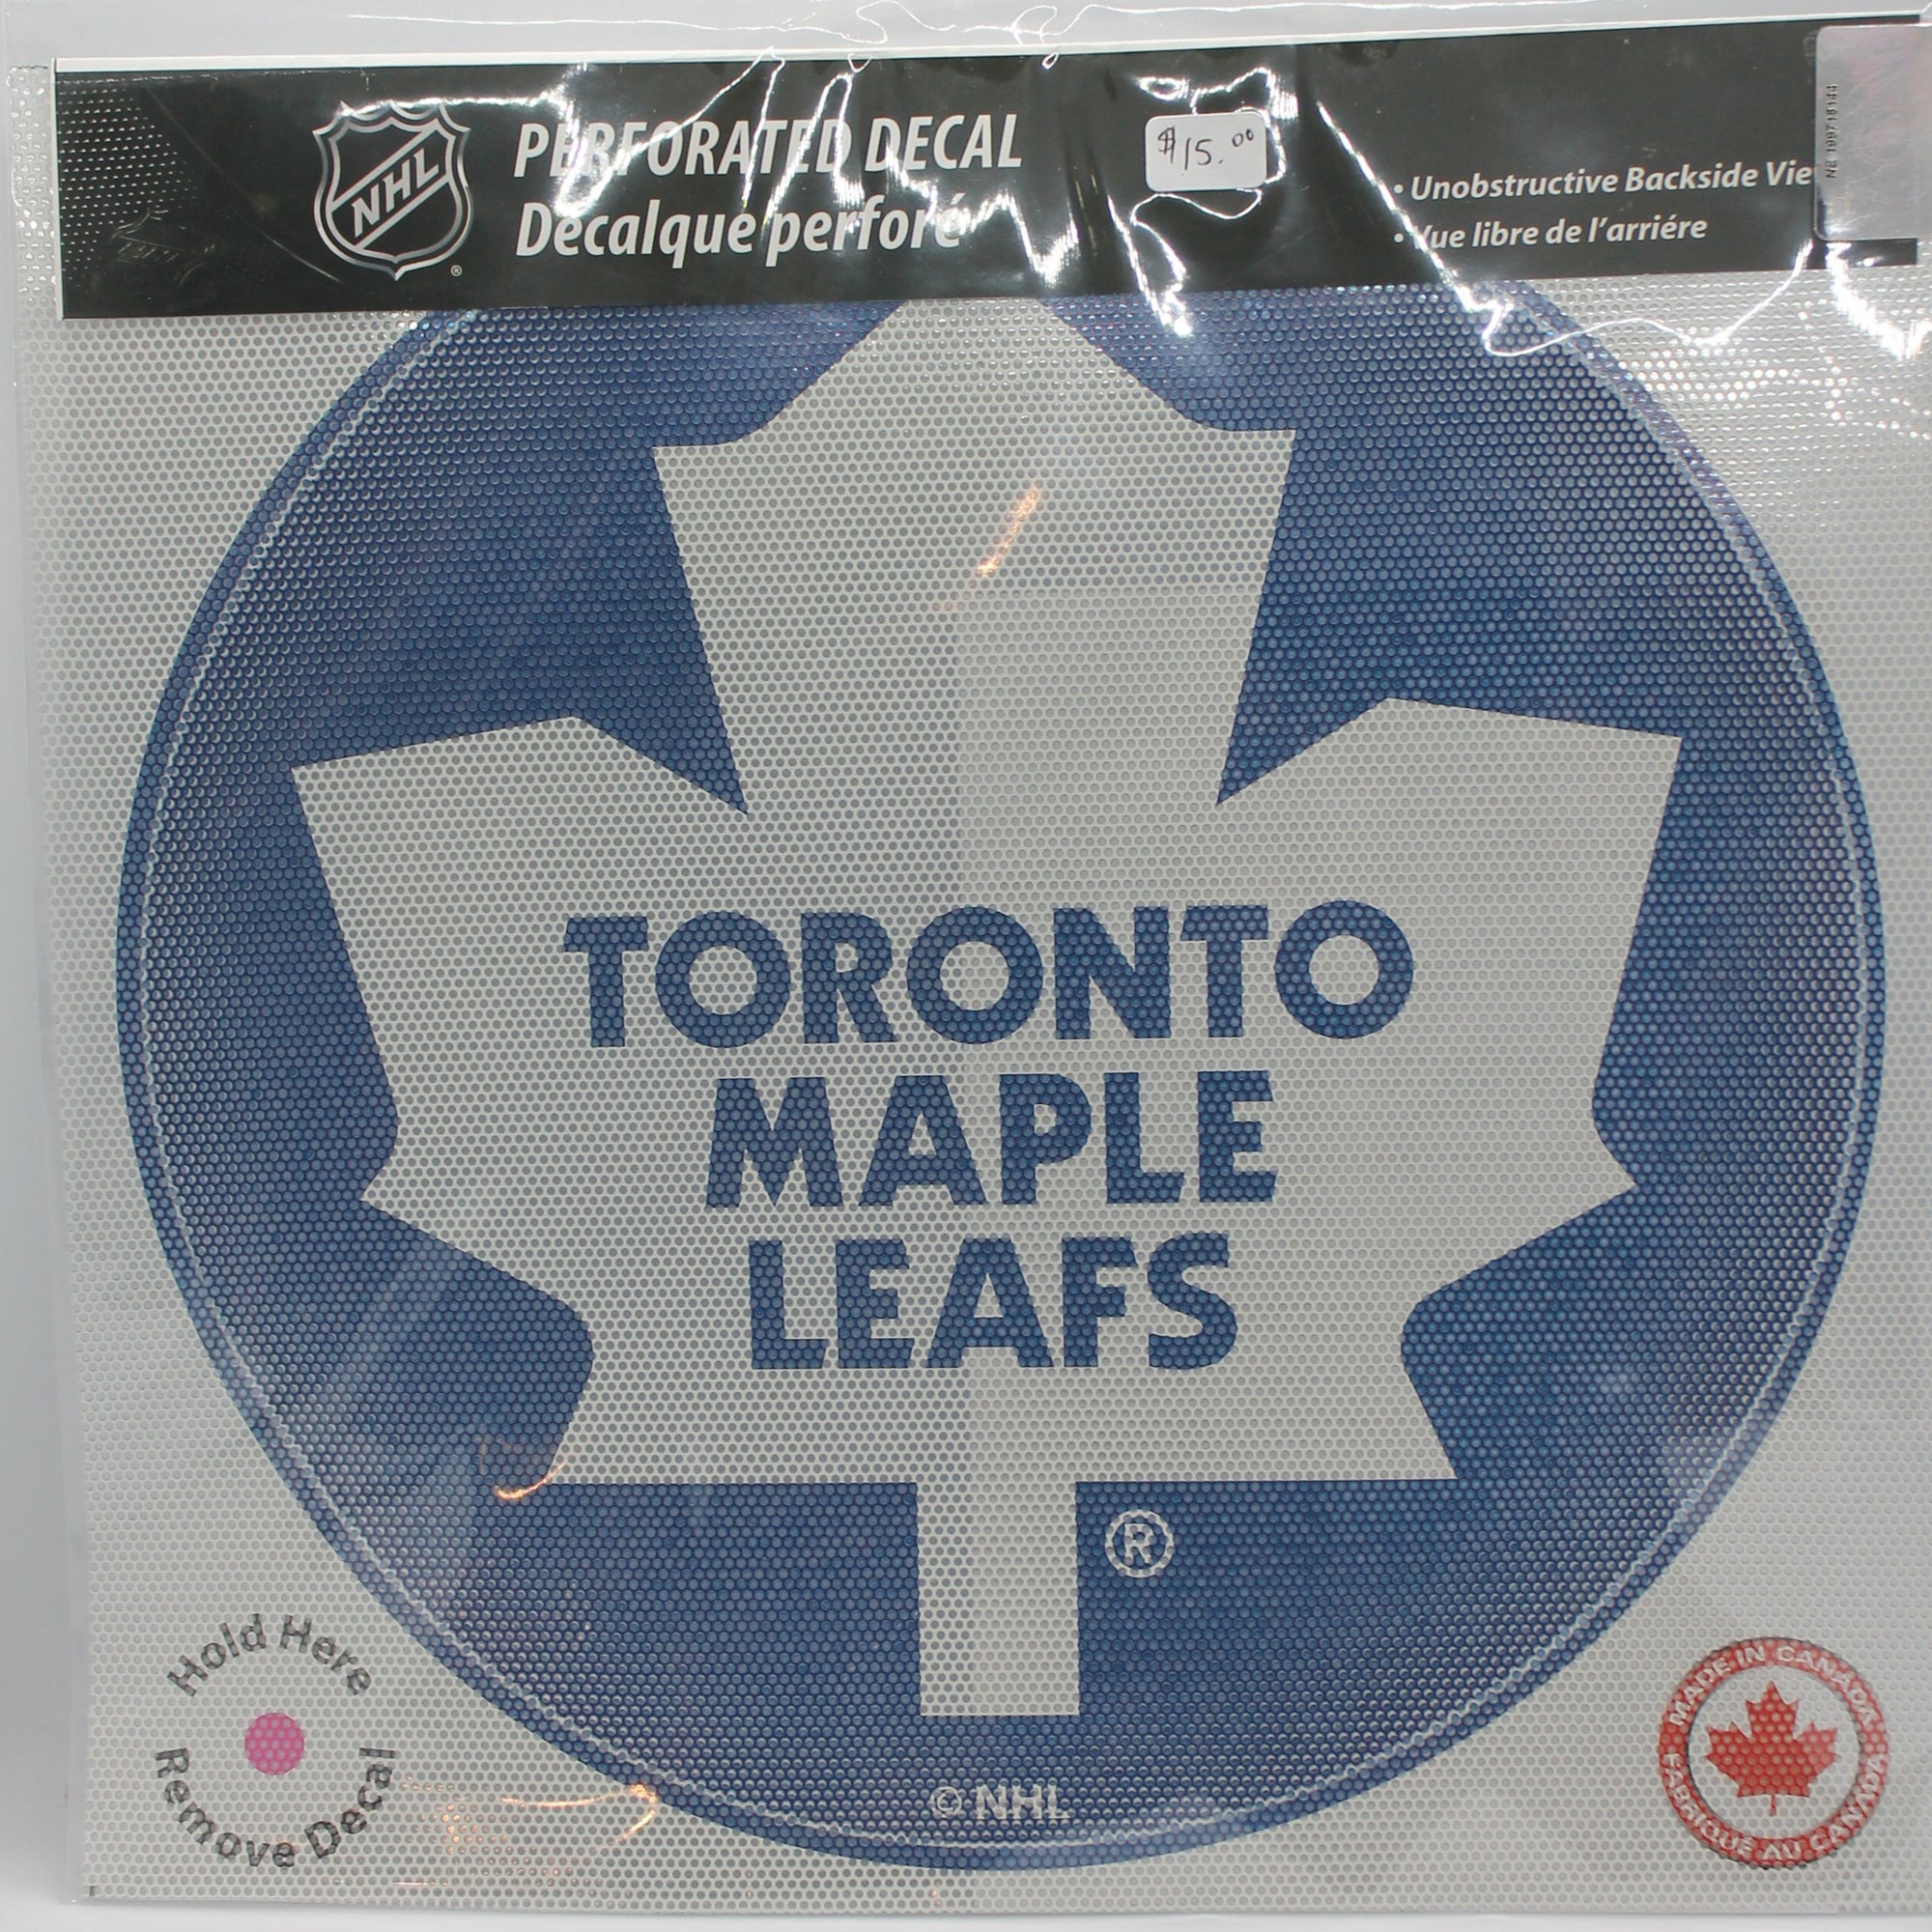 NHL
®
PERFORATED DECAL
Decalque perforé
$15.00
• Unobstructive Backside Vie
• Vue libre de l'arriére
TORONTO
MAPLE
LEAFS
®
Hold Here
Remove Decal
© NHL
MADE IN CANADA
FABRIQUÉ AU CANADA